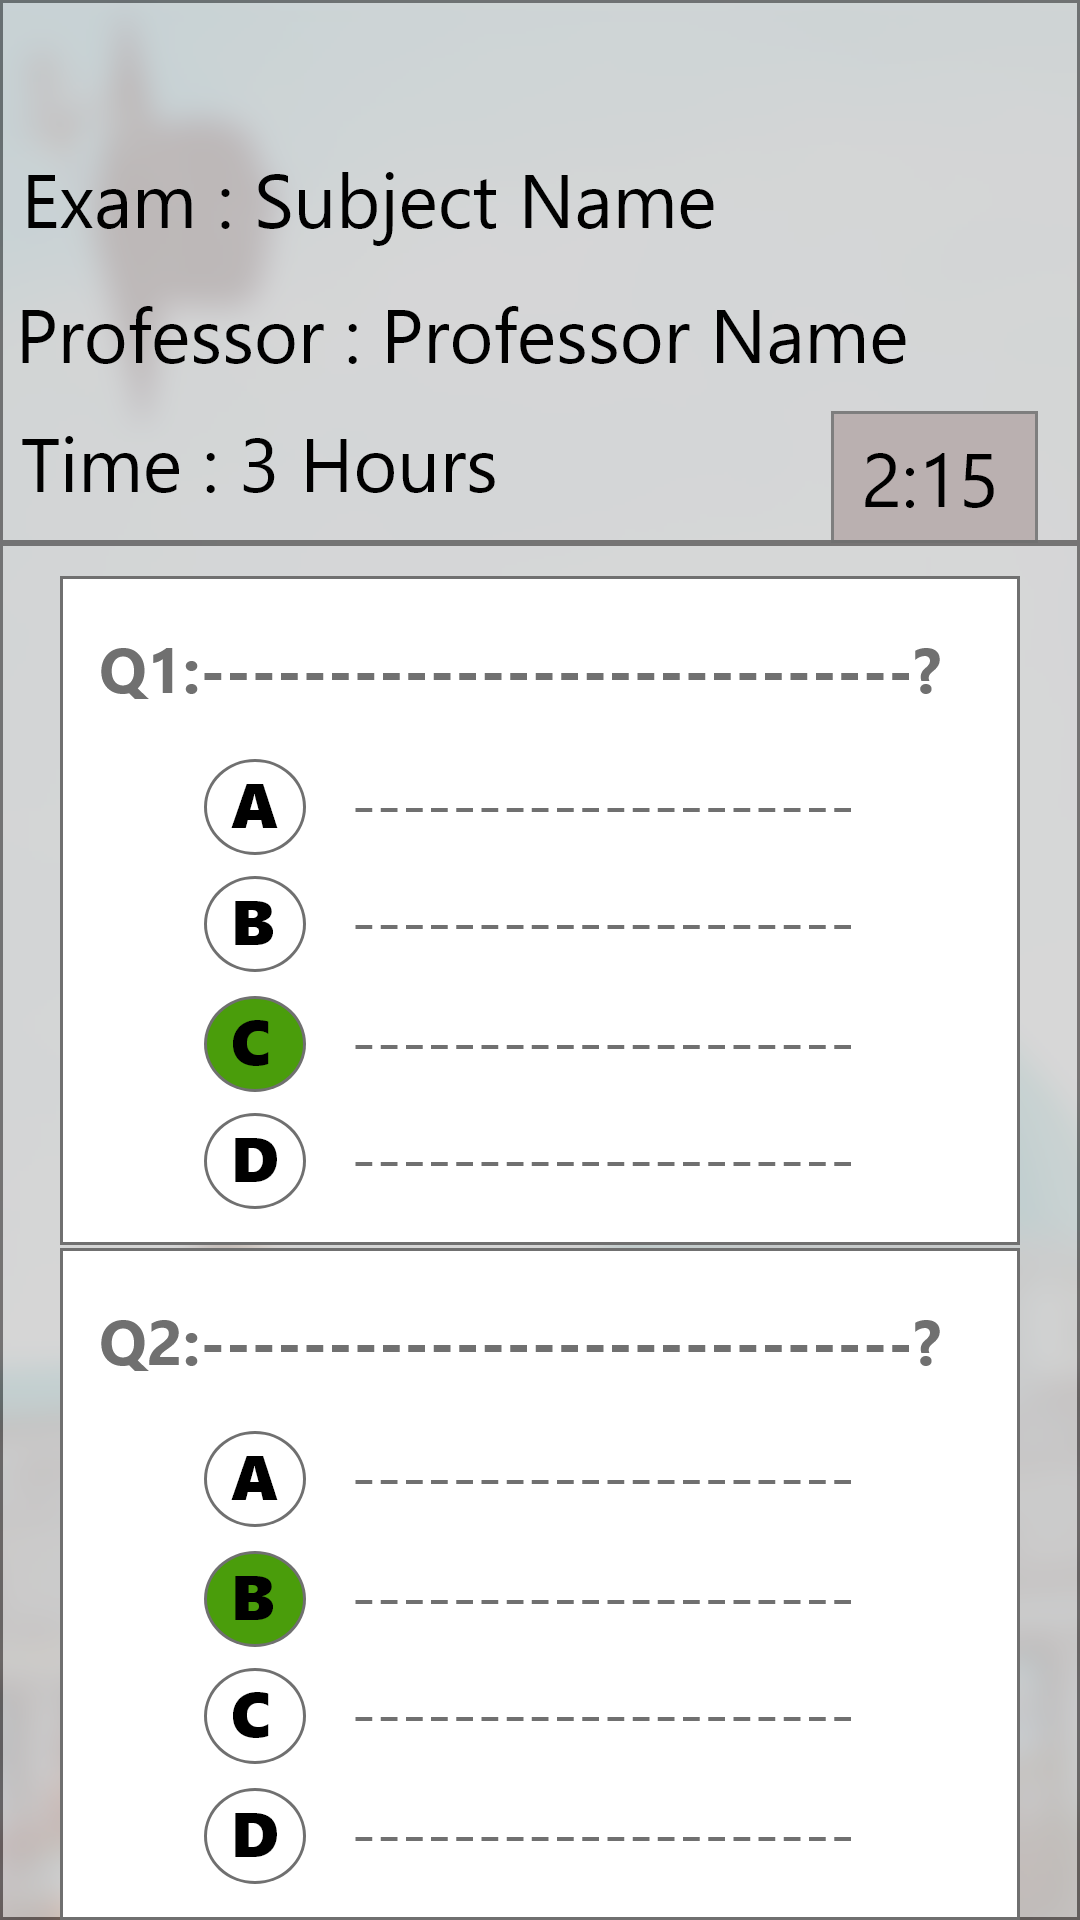 Exam : Subject Name
Professor : Professor Name
Time : 3 Hours
2:15
Q1:----------------------------?
A --------------------
B --------------------
C --------------------
D --------------------
Q2:----------------------------?
A --------------------
B --------------------
C --------------------
D --------------------